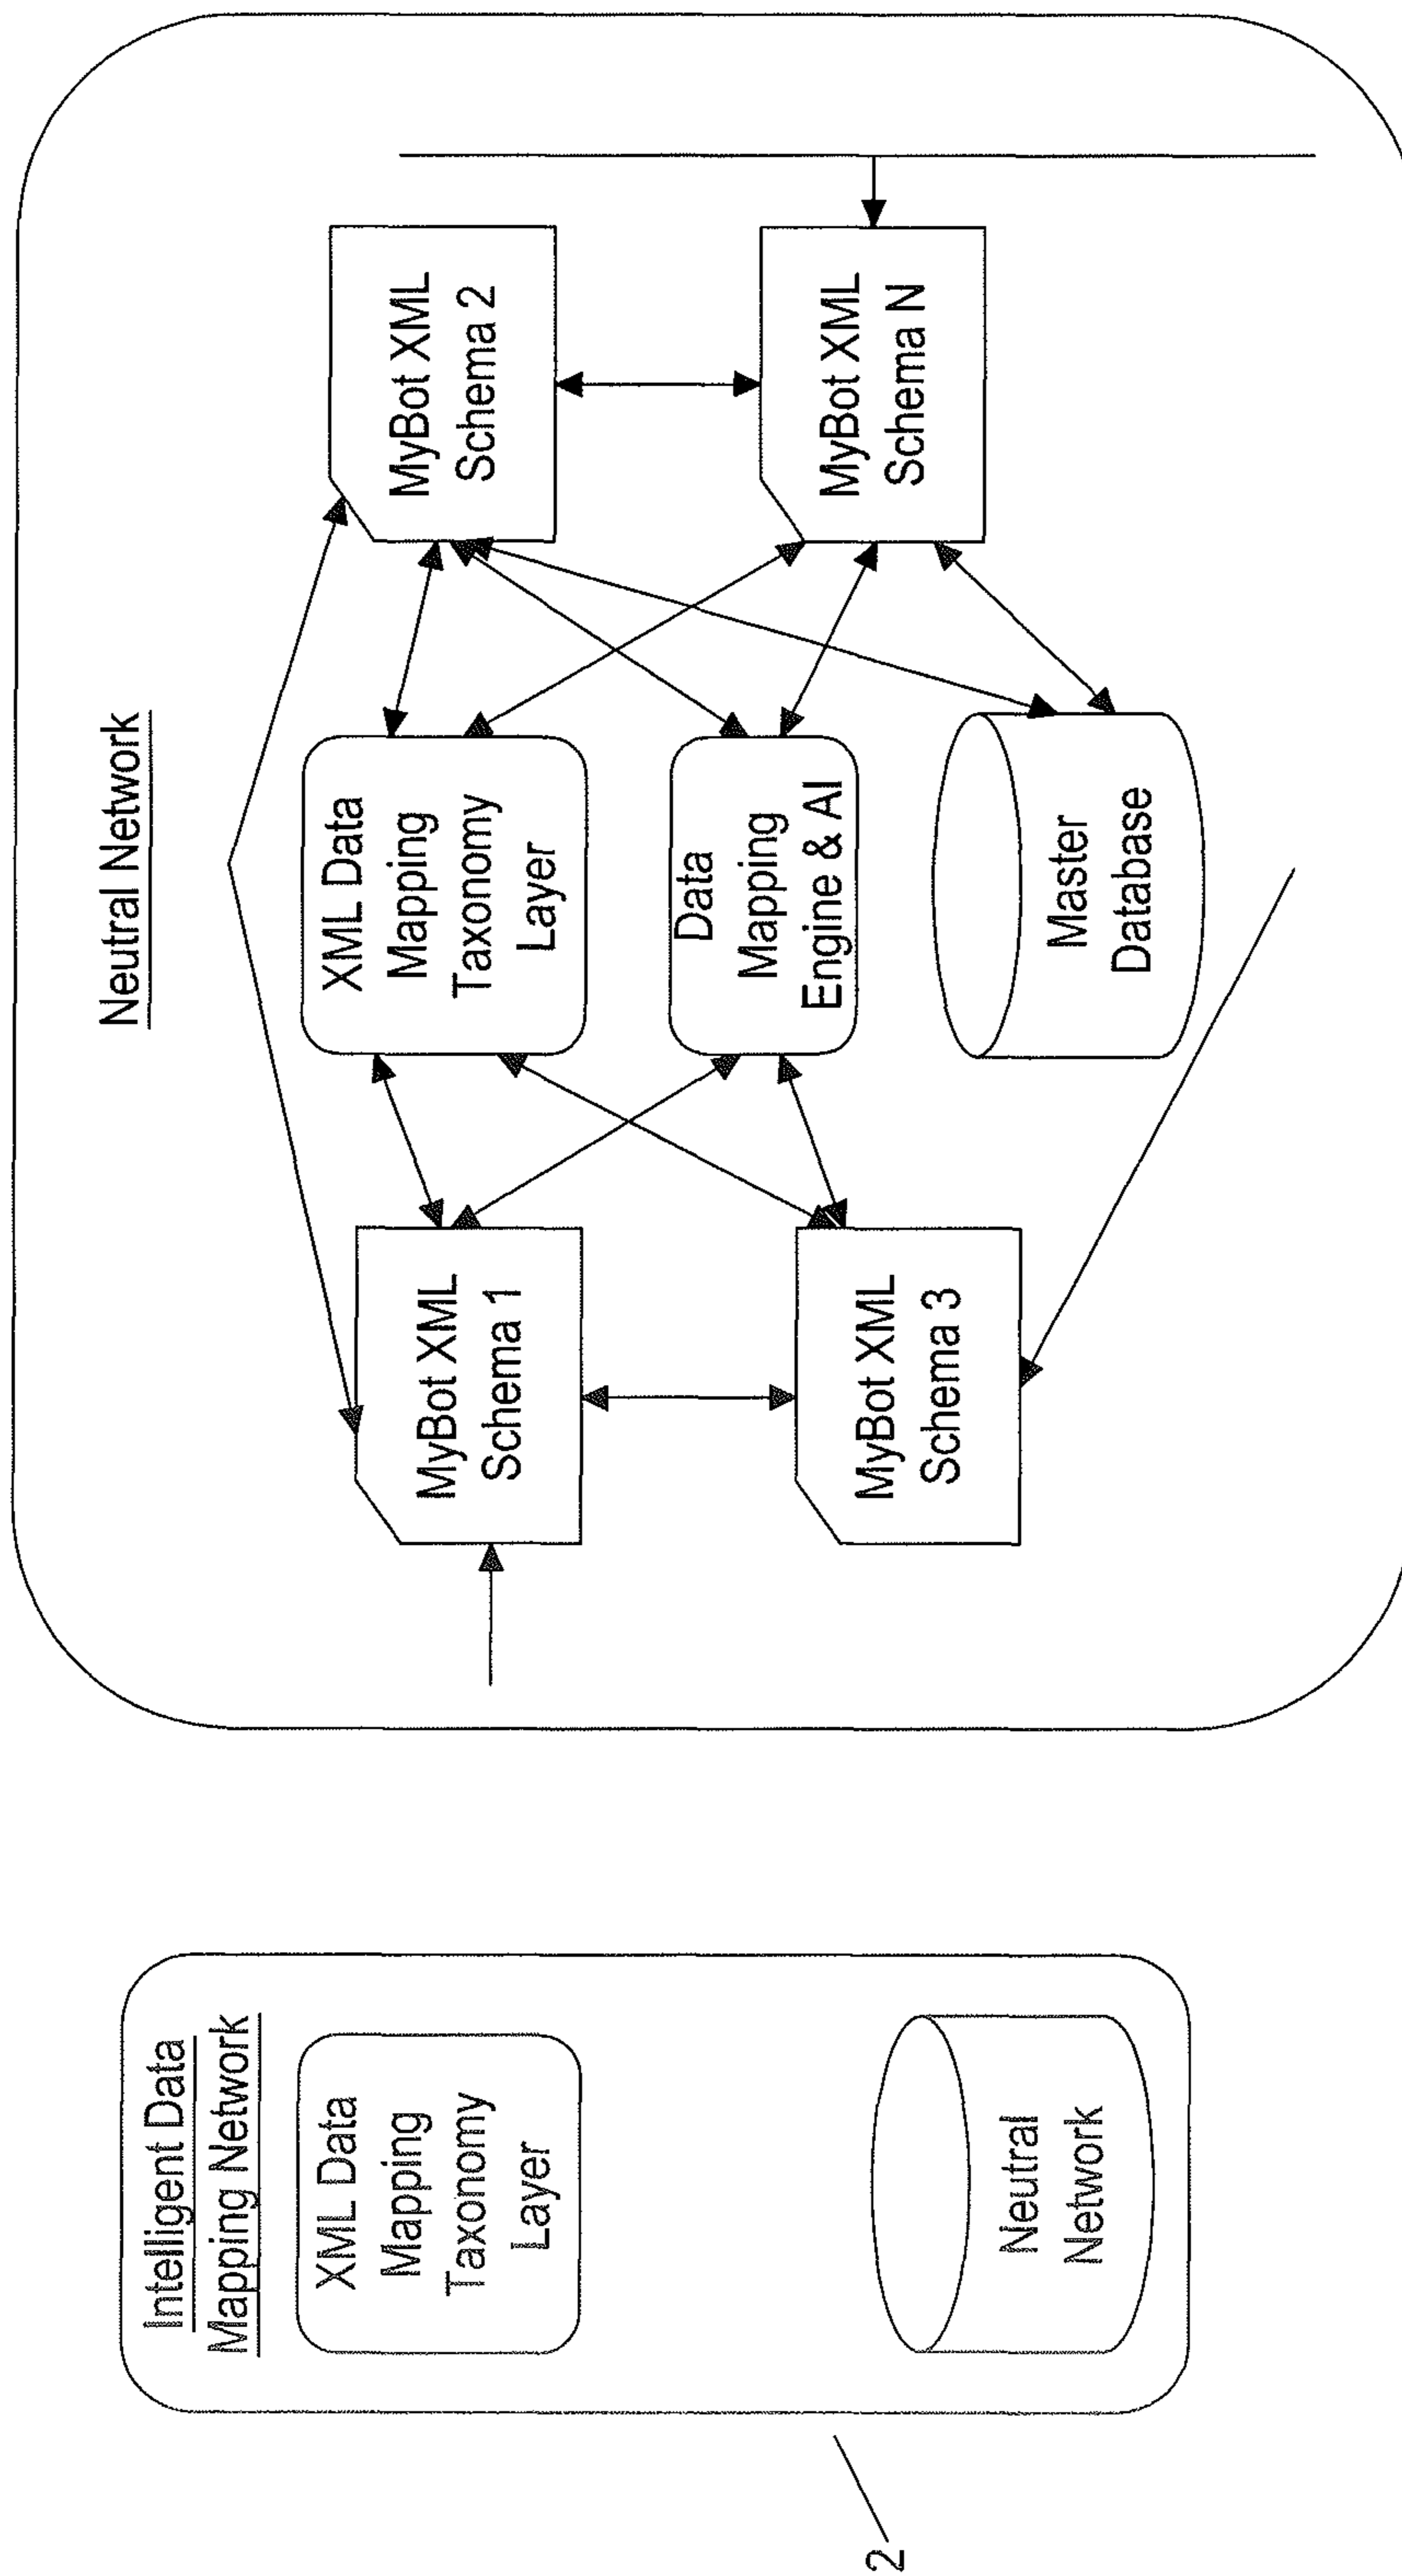 Intelligent Data
Mapping Network
XML Data
Mapping
Taxonomy
Layer
Neutral
Network
2
Neutral Network
MyBot XML
Schema 1
XML Data
Mapping
Taxonomy
Layer
MyBot XML
Schema 2
MyBot XML
Schema 3
Data
Mapping
Engine & AI
MyBot XML
Schema N
Master
Database